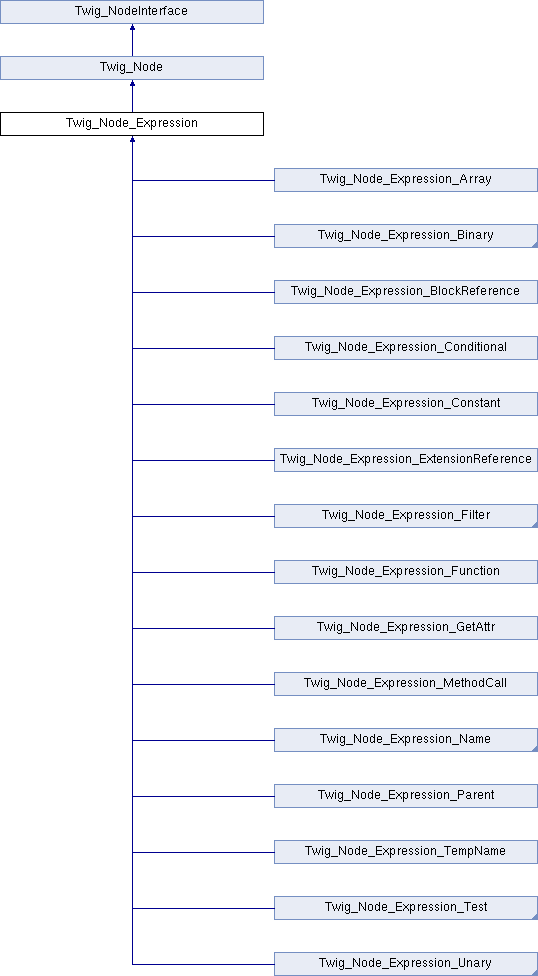 Twig_NodeInterface
Twig_Node
Twig_Node_Expression
Twig_Node_Expression_Array
Twig_Node_Expression_Binary
Twig_Node_Expression_BlockReference
Twig_Node_Expression_Conditional
Twig_Node_Expression_Constant
Twig_Node_Expression_ExtensionReference
Twig_Node_Expression_Filter
Twig_Node_Expression_Function
Twig_Node_Expression_GetAttr
Twig_Node_Expression_MethodCall
Twig_Node_Expression_Name
Twig_Node_Expression_Parent
Twig_Node_Expression_TempName
Twig_Node_Expression_Test
Twig_Node_Expression_Unary